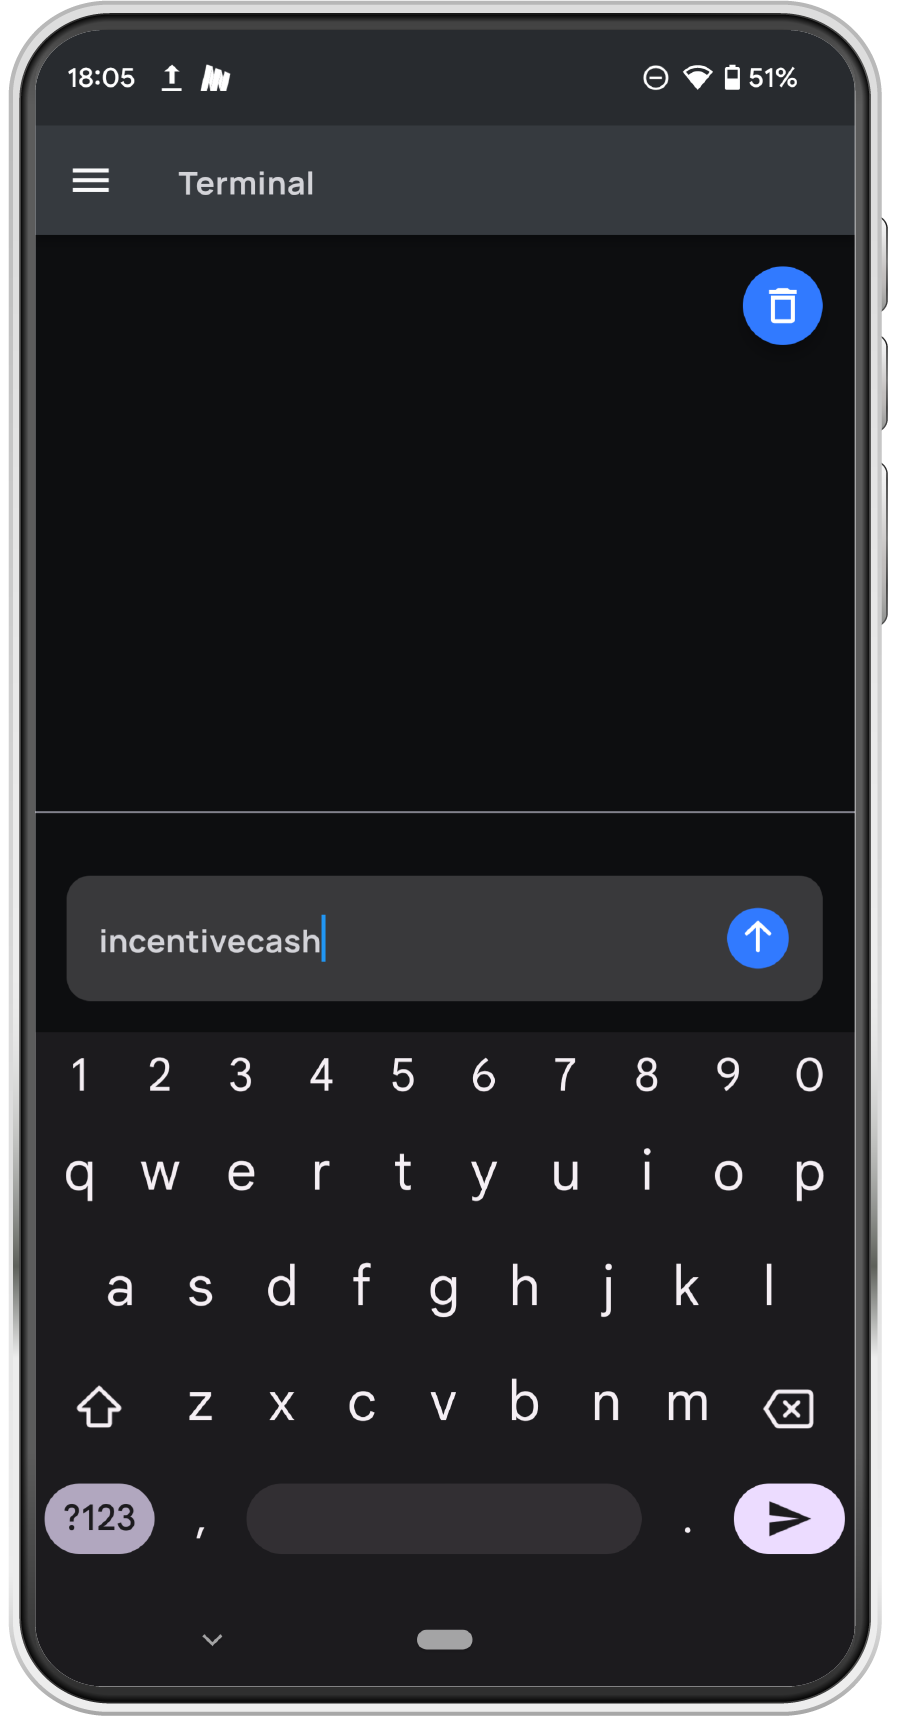 18:05 51%
Terminal
incentivecash
1 2 3 4 5 6 7 8 9 0
q w e r t y u i o p
a s d f g h j k l
z x c v b n m
?123 , .